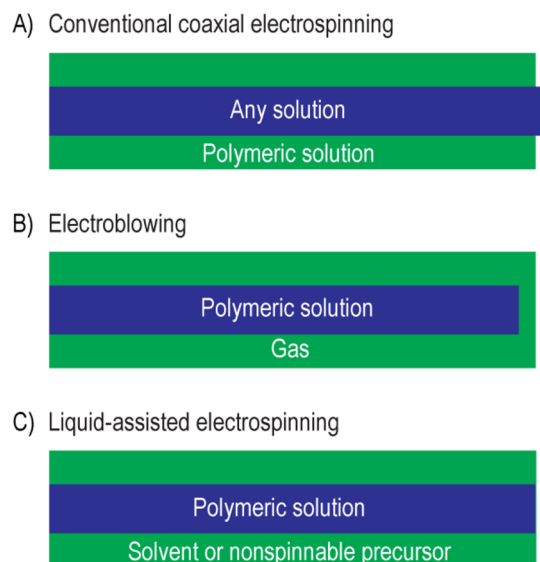 A) Conventional coaxial electrospinning
Any solution
Polymeric solution
B) Electroblowing
Polymeric solution
Gas
C) Liquid-assisted electrospinning
Polymeric solution
Solvent or nonspinnable precursor